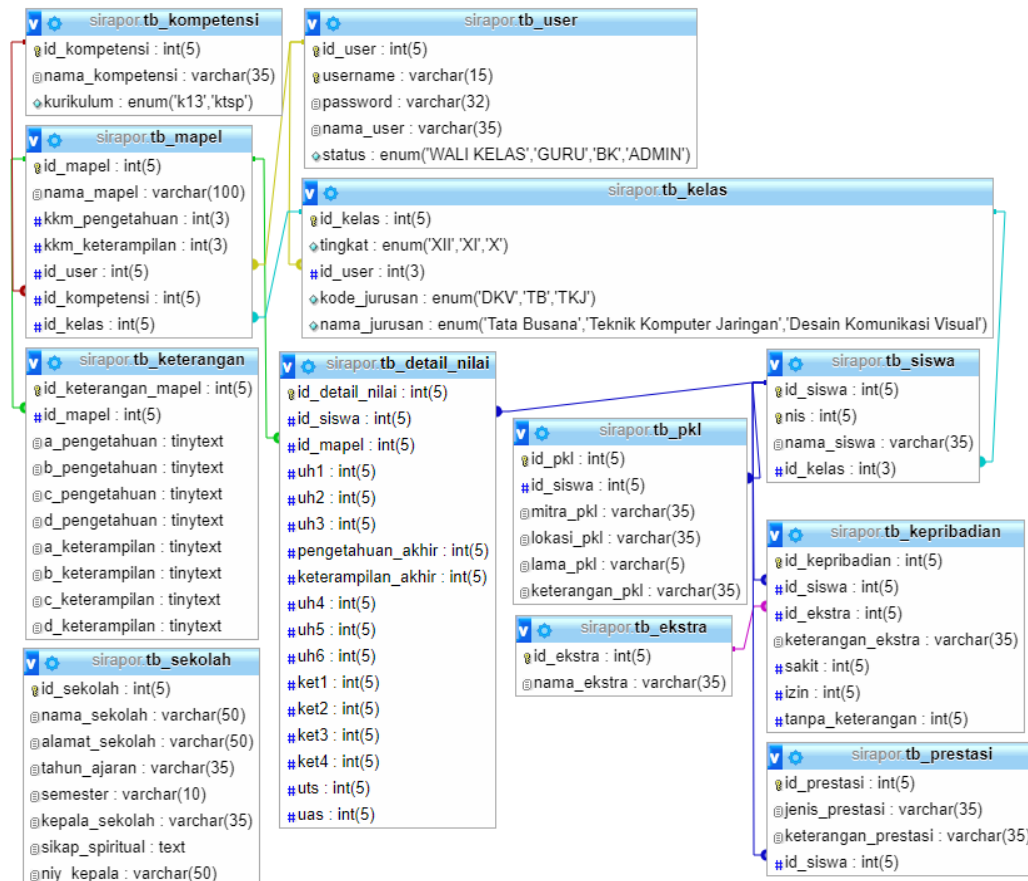 sirapor.tb_kompetensi
id_kompetensi : int(5)
nama_kompetensi : varchar(35)
kurikulum : enum('k13','ktsp')
sirapor.tb_user
id_user : int(5)
username : varchar(15)
password : varchar(32)
nama_user : varchar(35)
status : enum('WALI KELAS','GURU','BK','ADMIN')
sirapor.tb_mapel
id_mapel : int(5)
nama_mapel : varchar(100)
kkm_pengetahuan : int(3)
kkm_keterampilan : int(3)
id_user : int(5)
id_kompetensi : int(5)
id_kelas : int(5)
sirapor.tb_kelas
id_kelas : int(5)
tingkat : enum('XII','XI','X')
id_user : int(3)
kode_jurusan : enum('DKV','TB','TKJ')
nama_jurusan : enum('Tata Busana','Teknik Komputer Jaringan','Desain Komunikasi Visual')
sirapor.tb_keterangan
id_keterangan_mapel : int(5)
id_mapel : int(5)
a_pengetahuan : tinytext
b_pengetahuan : tinytext
c_pengetahuan : tinytext
d_pengetahuan : tinytext
a_keterampilan : tinytext
b_keterampilan : tinytext
c_keterampilan : tinytext
d_keterampilan : tinytext
sirapor.tb_detail_nilai
id_detail_nilai : int(5)
id_siswa : int(5)
id_mapel : int(5)
uh1 : int(5)
uh2 : int(5)
uh3 : int(5)
pengetahuan_akhir : int(5)
keterampilan_akhir : int(5)
uh4 : int(5)
uh5 : int(5)
uh6 : int(5)
ket1 : int(5)
ket2 : int(5)
ket3 : int(5)
ket4 : int(5)
uts : int(5)
uas : int(5)
sirapor.tb_siswa
id_siswa : int(5)
nis : int(5)
nama_siswa : varchar(35)
id_kelas : int(3)
sirapor.tb_pkl
id_pkl : int(5)
id_siswa : int(5)
mitra_pkl : varchar(35)
lokasi_pkl : varchar(35)
lama_pkl : varchar(5)
keterangan_pkl : varchar(35)
sirapor.tb_kepribadian
id_kepribadian : int(5)
id_siswa : int(5)
id_ekstra : int(5)
keterangan_ekstra : varchar(35)
sakit : int(5)
izin : int(5)
tanpa_keterangan : int(5)
sirapor.tb_ekstra
id_ekstra : int(5)
nama_ekstra : varchar(35)
sirapor.tb_sekolah
id_sekolah : int(5)
nama_sekolah : varchar(50)
alamat_sekolah : varchar(50)
tahun_ajaran : varchar(35)
semester : varchar(10)
kepala_sekolah : varchar(35)
sikap_spiritual : text
niy_kepala : varchar(50)
sirapor.tb_prestasi
id_prestasi : int(5)
jenis_prestasi : varchar(35)
keterangan_prestasi : varchar(35)
id_siswa : int(5)